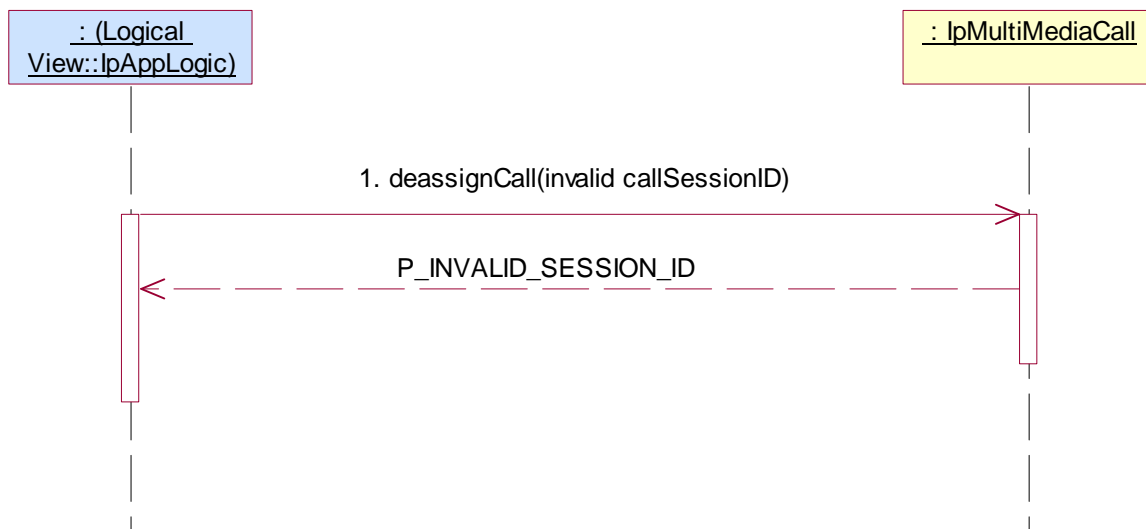 : (Logical
View::IpAppLogic)
: IpMultiMediaCall
1. deassignCall(invalid callSessionID)
P_INVALID_SESSION_ID